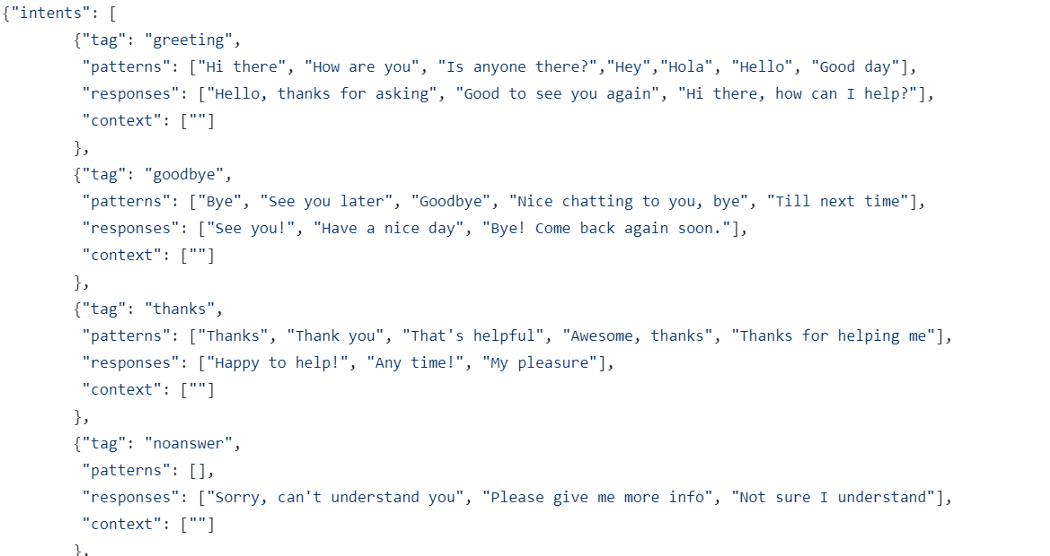 {"intents": [
{"tag": "greeting",
"patterns": ["Hi there", "How are you", "Is anyone there?","Hey","Hola", "Hello", "Good day"],
"responses": ["Hello, thanks for asking", "Good to see you again", "Hi there, how can I help?"],
"context": [""]
},
{"tag": "goodbye",
"patterns": ["Bye", "See you later", "Goodbye", "Nice chatting to you, bye", "Till next time"],
"responses": ["See you!", "Have a nice day", "Bye! Come back again soon."],
"context": [""]
},
{"tag": "thanks",
"patterns": ["Thanks", "Thank you", "That's helpful", "Awesome, thanks", "Thanks for helping me"],
"responses": ["Happy to help!", "Any time!", "My pleasure"],
"context": [""]
},
{"tag": "noanswer",
"patterns": [],
"responses": ["Sorry, can't understand you", "Please give me more info", "Not sure I understand"],
"context": [""]
},